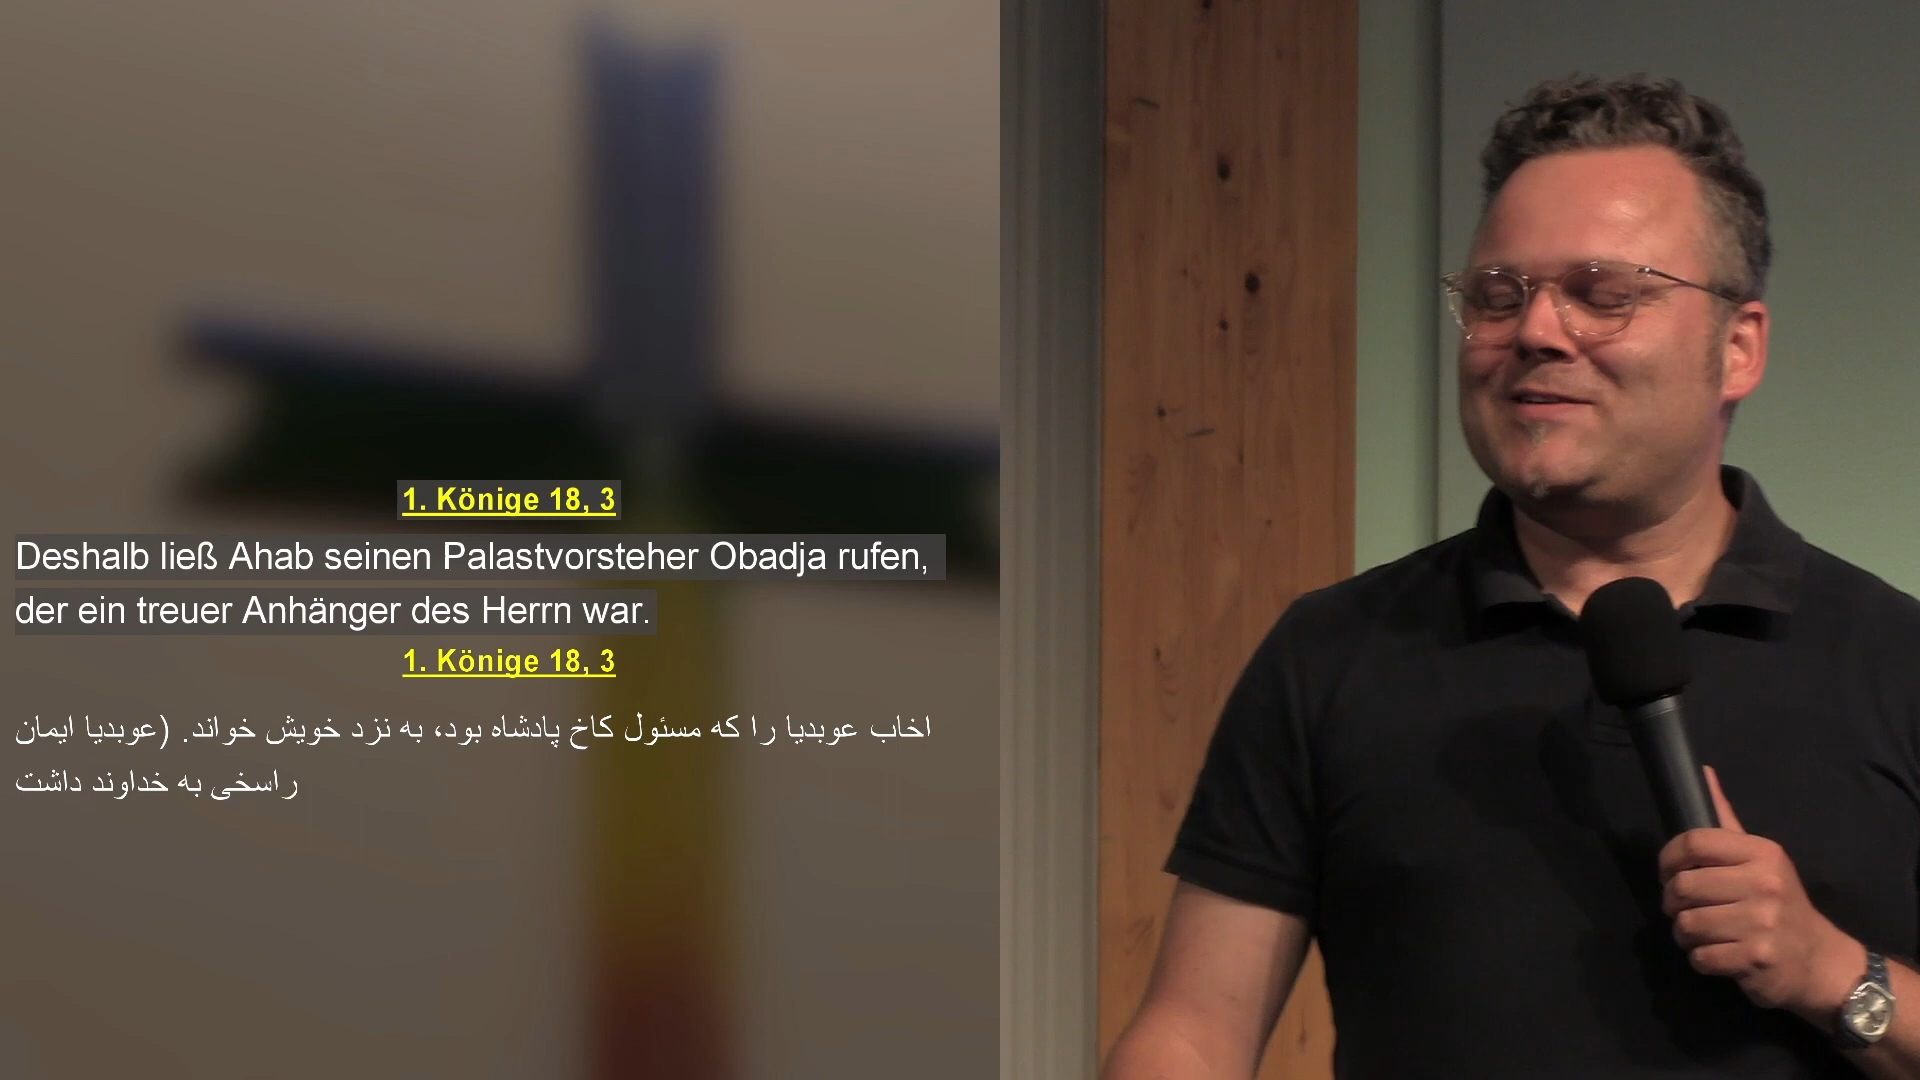 1. Könige 18, 3
Deshalb ließ Ahab seinen Palastvorsteher Obadja rufen,
der ein treuer Anhänger des Herrn war.
1. Könige 18, 3
اخاب عوبدیا را که مسئول کاخ پادشاه بود، به نزد خویش خواند. (عوبدیا ایمان
راسخی به خداوند داشت